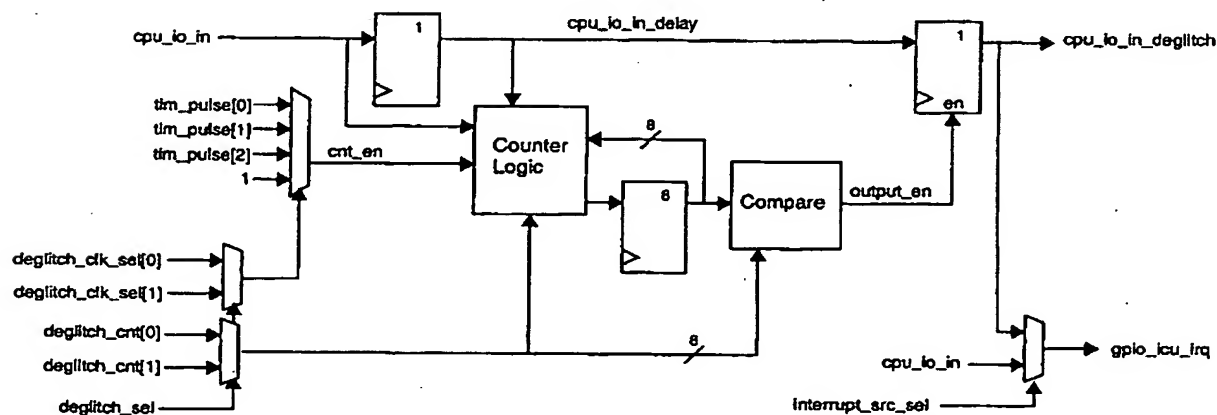 cpu_io_in
1
cpu_io_in_delay
1
en
cpu_io_in_deglitch
tim_pulse[0]
tim_pulse[1]
tim_pulse[2]
1
cnt_en
Counter
Logic
8
8
Compare
output_en
deglitch_clk_sel[0]
deglitch_clk_sel[1]
deglitch_cnt[0]
deglitch_cnt[1]
deglitch_sel
8
cpu_io_in
gpio_icu_irq
interrupt_src_sel